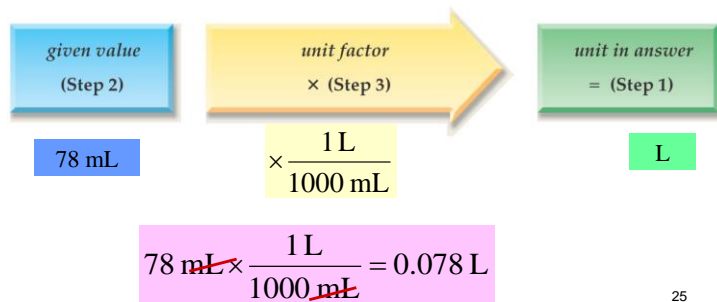 given value
(Step 2)
unit factor
× (Step 3)
unit in answer
= (Step 1)
78 mL
× 1 L / 1000 mL
L
78 mL × 1 L / 1000 mL = 0.078 L
25